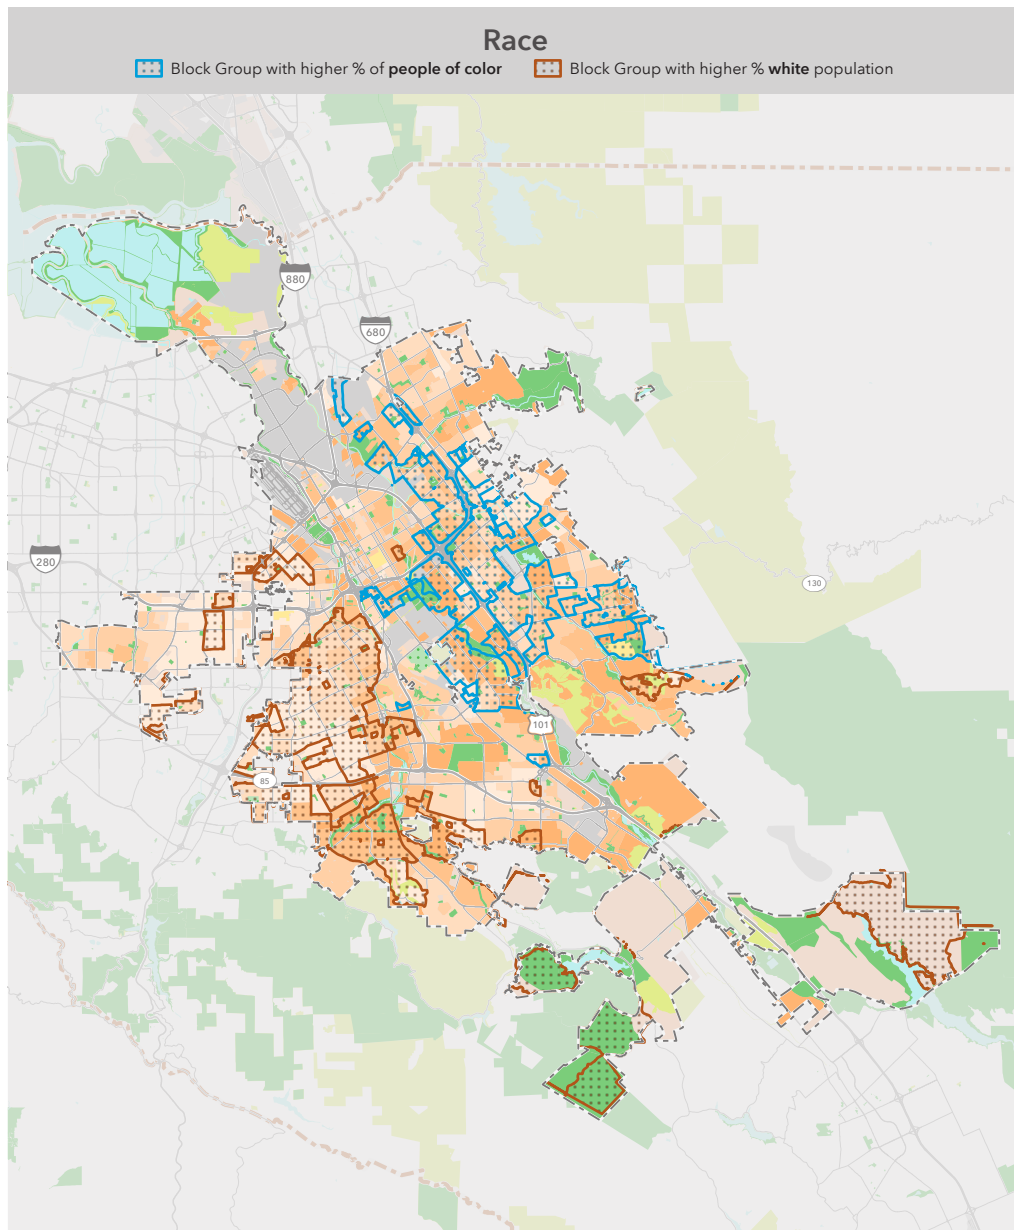 Race
Block Group with higher % of people of color
Block Group with higher % white population
880
680
280
130
101
85